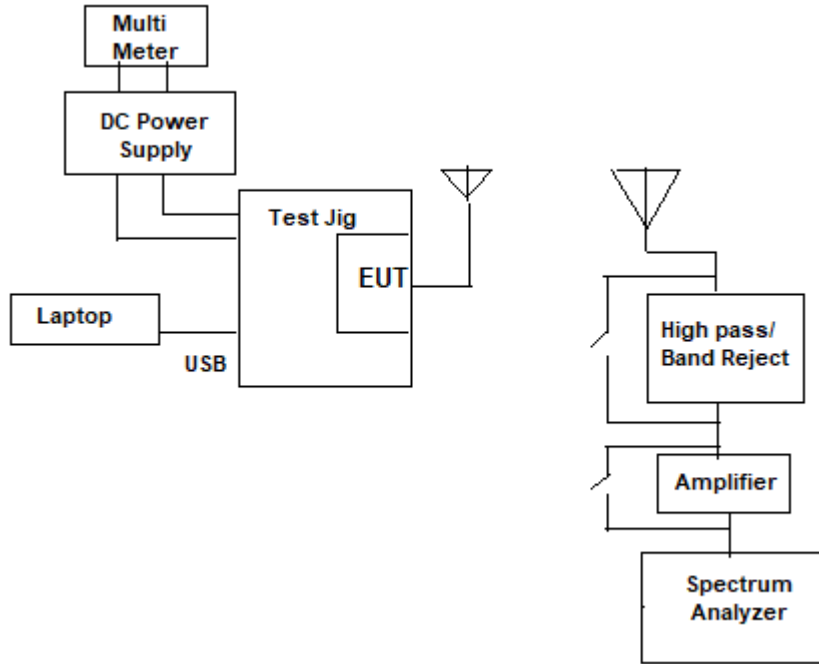 Multi
Meter
DC Power
Supply
Test Jig
EUT
Laptop
USB
High pass/
Band Reject
Amplifier
Spectrum
Analyzer